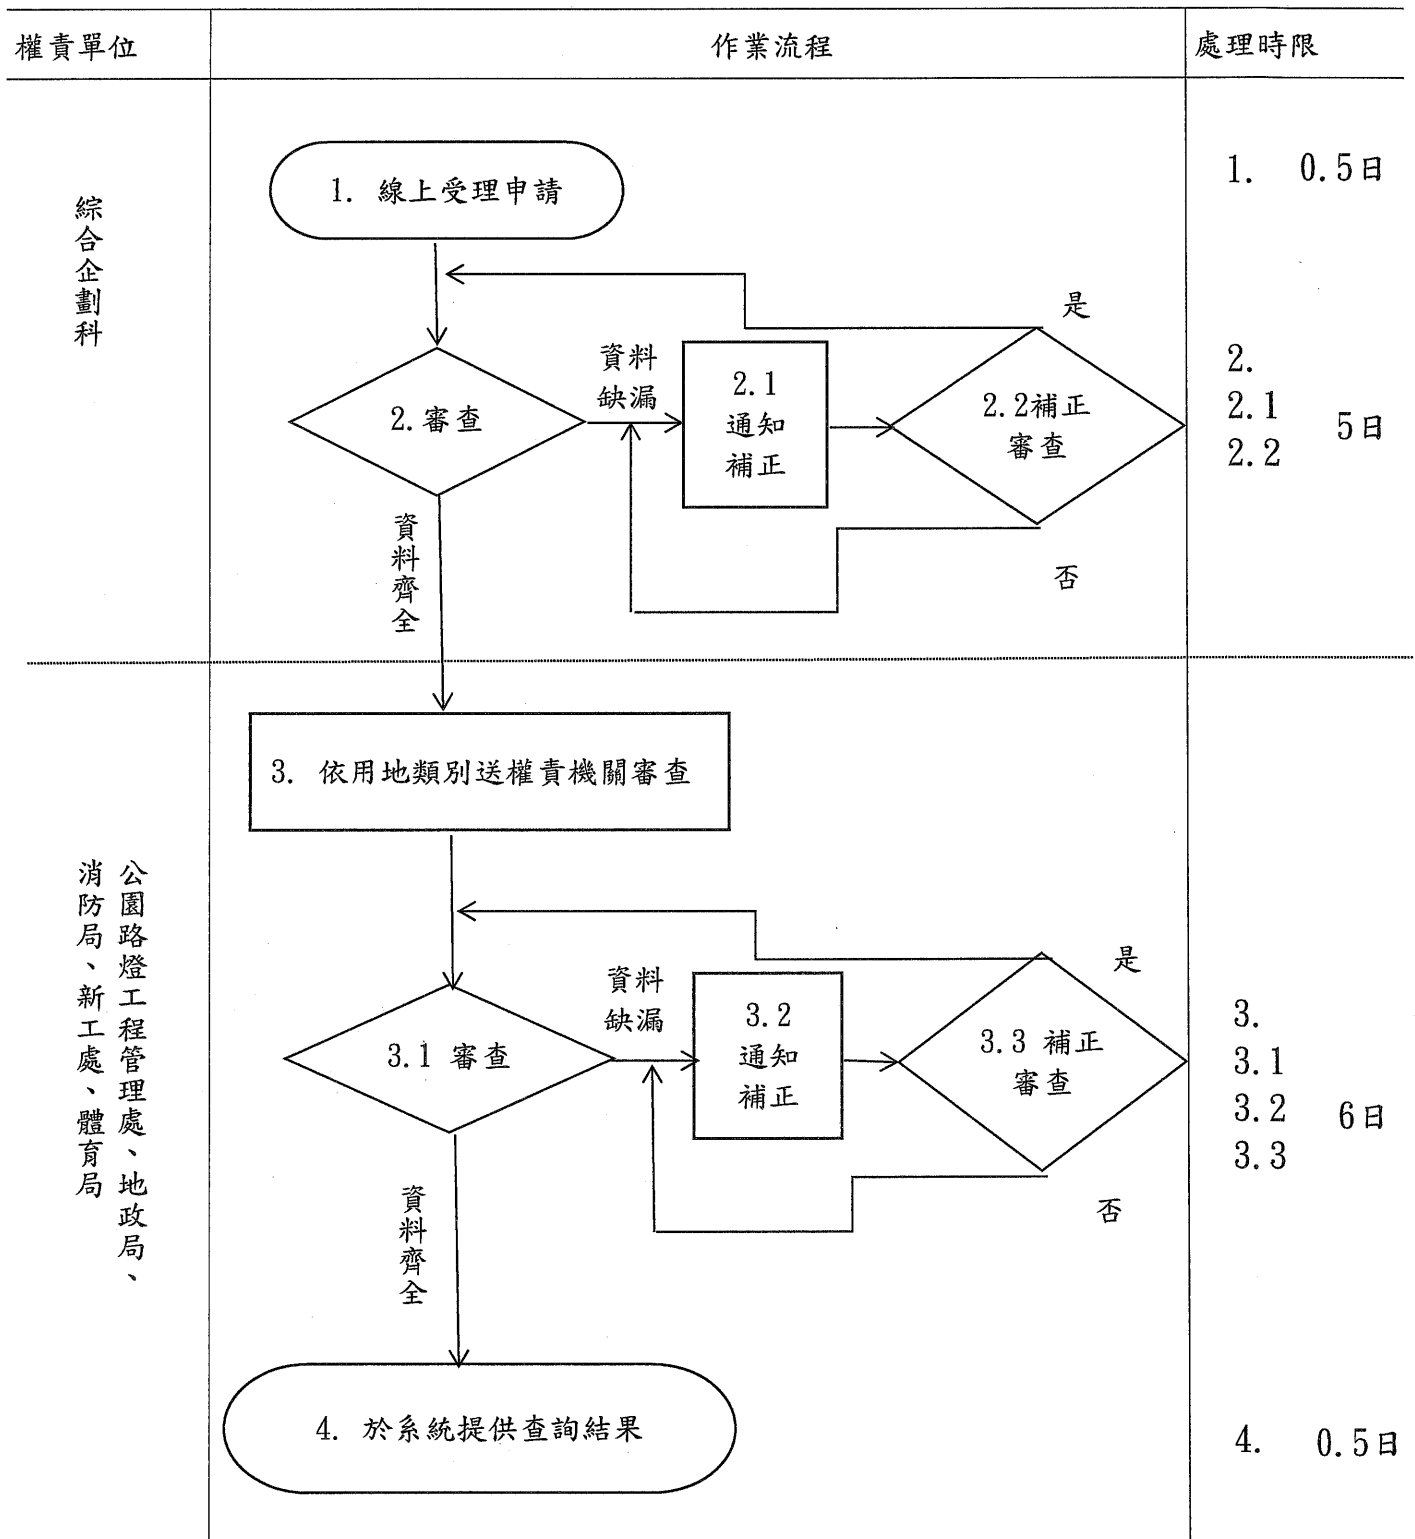 權責單位
作業流程
處理時限
綜合企劃科
1. 線上受理申請
1. 0.5日
是
資料
缺漏
2.審查
2.1
通知
補正
2.2補正
審查
2.
2.1
2.2
5日
否
資料齊全
公園路燈工程管理處、地政局、
消防局、新工處、體育局
3. 依用地類別送權責機關審查
是
資料
缺漏
3.1 審查
3.2
通知
補正
3.3 補正
審查
3.
3.1
3.2
3.3
6日
否
資料齊全
4. 於系統提供查詢結果
4. 0.5日